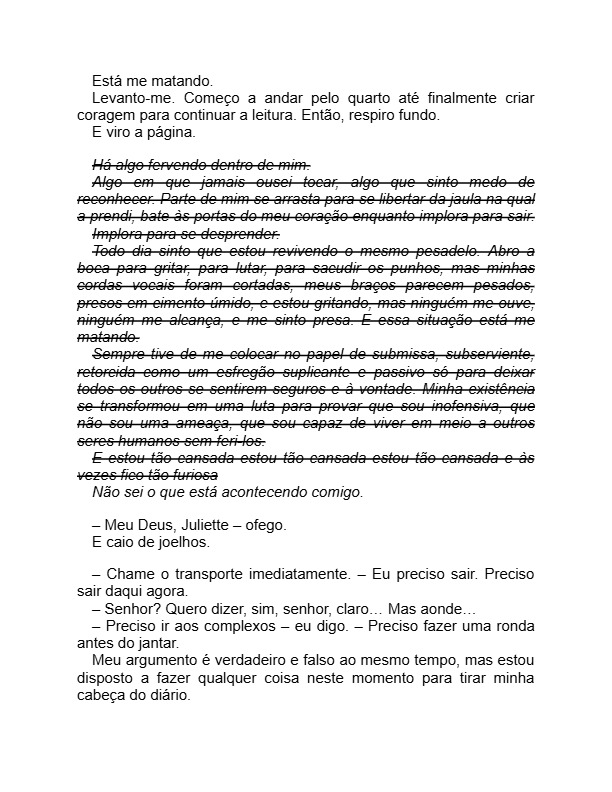 Está me matando.
Levanto-me. Começo a andar pelo quarto até finalmente criar
coragem para continuar a leitura. Então, respiro fundo.
E viro a página.
Há algo fervendo dentro de mim.
Algo em que jamais ousei tocar, algo que sinto medo de
reconhecer. Parte de mim se arrasta para se libertar da jaula na qual
a prendi, bate às portas do meu coração enquanto implora para sair.
Implora para se desprender.
Todo dia sinto que estou revivendo o mesmo pesadelo. Abro a
boca para gritar, para lutar, para sacudir os punhos, mas minhas
cordas vocais foram cortadas, meus braços parecem pesados,
presos em cimento úmido, e estou gritando, mas ninguém me ouve,
ninguém me alcança, e me sinto presa. E essa situação está me
matando.
Sempre tive de me colocar no papel de submissa, subserviente,
retorcida como um esfregão suplicante e passivo só para deixar
todos os outros se sentirem seguros e à vontade. Minha existência
se transformou em uma luta para provar que sou inofensiva, que
não sou uma ameaça, que sou capaz de viver em meio a outros
seres humanos sem feri-los.
E estou tão cansada estou tão cansada estou tão cansada e às
vezes fico tão furiosa
Não sei o que está acontecendo comigo.
– Meu Deus, Juliette – ofego.
E caio de joelhos.
– Chame o transporte imediatamente. – Eu preciso sair. Preciso
sair daqui agora.
– Senhor? Quero dizer, sim, senhor, claro… Mas aonde…
– Preciso ir aos complexos – eu digo. – Preciso fazer uma ronda
antes do jantar.
Meu argumento é verdadeiro e falso ao mesmo tempo, mas estou
disposto a fazer qualquer coisa neste momento para tirar minha
cabeça do diário.